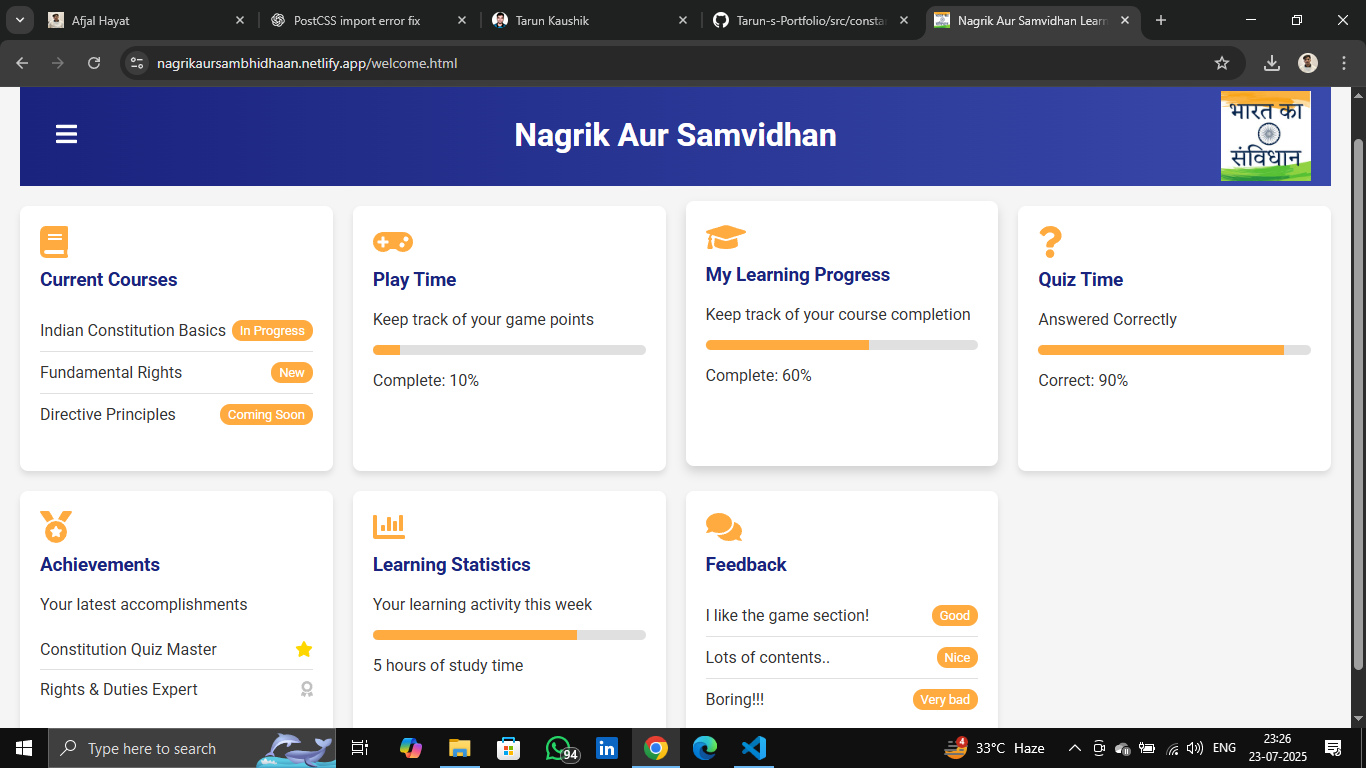 Afjal Hayat
PostCSS import error fix
Tarun Kaushik
Tarun-s-Portfolio/src/consta
Nagrik Aur Samvidhan Learn
nagrikaursambhidhaan.netlify.app/welcome.html
Nagrik Aur Samvidhan
भारत का
संविधान
Current Courses
Indian Constitution Basics In Progress
Fundamental Rights New
Directive Principles Coming Soon
Play Time
Keep track of your game points
Complete: 10%
My Learning Progress
Keep track of your course completion
Complete: 60%
Quiz Time
Answered Correctly
Correct: 90%
Achievements
Your latest accomplishments
Constitution Quiz Master
Rights & Duties Expert
Learning Statistics
Your learning activity this week
5 hours of study time
Feedback
I like the game section! Good
Lots of contents.. Nice
Boring!!! Very bad
Type here to search
94
4
33°C Haze
ENG
23:26
23-07-2025